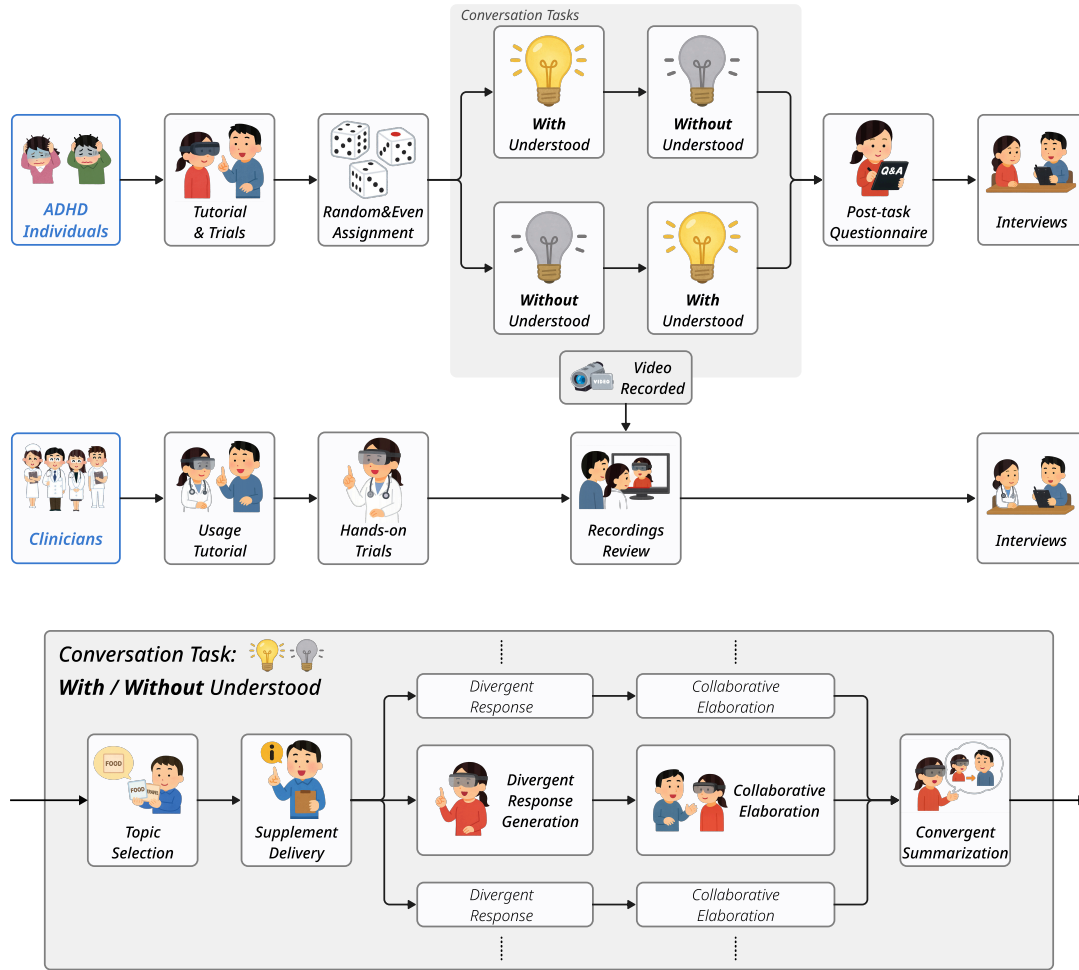 Conversation Tasks
With
Understood
Without
Understood
ADHD
Individuals
Tutorial
& Trials
Random&Even
Assignment
Q&A
Post-task
Questionnaire
Interviews
Without
Understood
With
Understood
VIDEO
Video
Recorded
Clinicians
Usage
Tutorial
Hands-on
Trials
Recordings
Review
Interviews
Conversation Task:
With / Without Understood
Divergent
Response
Collaborative
Elaboration
FOOD
FOOD
i
Topic
Selection
Supplement
Delivery
Divergent
Response
Generation
Collaborative
Elaboration
Convergent
Summarization
Divergent
Response
Collaborative
Elaboration